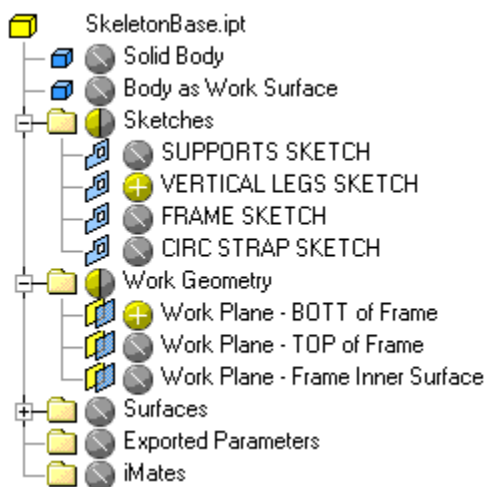 SkeletonBase.ipt
Solid Body
Body as Work Surface
Sketches
SUPPORTS SKETCH
VERTICAL LEGS SKETCH
FRAME SKETCH
CIRC STRAP SKETCH
Work Geometry
Work Plane - BOTT of Frame
Work Plane - TOP of Frame
Work Plane - Frame Inner Surface
Surfaces
Exported Parameters
iMates